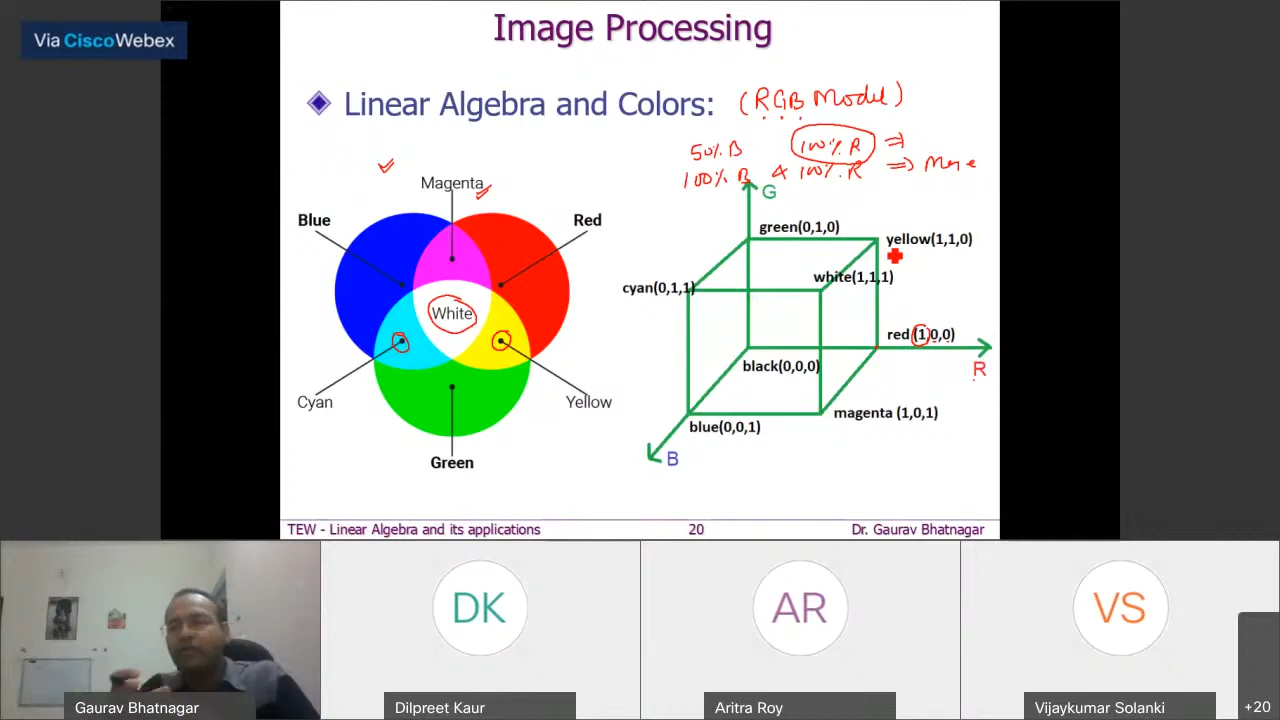 Via Cisco Webex
Image Processing
Linear Algebra and Colors: (RGB Model)
50% B 100% R ⇒
100% B & 100% R ⇒ Mage
Magenta
Blue
Red
White
Cyan
Yellow
Green
G
green(0,1,0)
yellow(1,1,0)
white(1,1,1)
cyan(0,1,1)
red (1,0,0)
black(0,0,0)
R
magenta (1,0,1)
blue(0,0,1)
B
TEW - Linear Algebra and its applications 20 Dr. Gaurav Bhatnagar
DK AR VS
Gaurav Bhatnagar Dilpreet Kaur Aritra Roy Vijaykumar Solanki +20